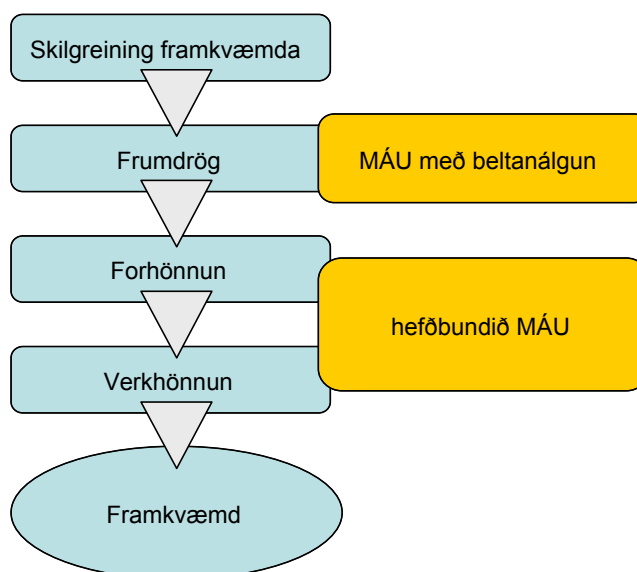 Skilgreining framkvæmda
Frumdrög
MÁU með beltanálgun
Forhönnun
hefðbundið MÁU
Verkhönnun
Framkvæmd